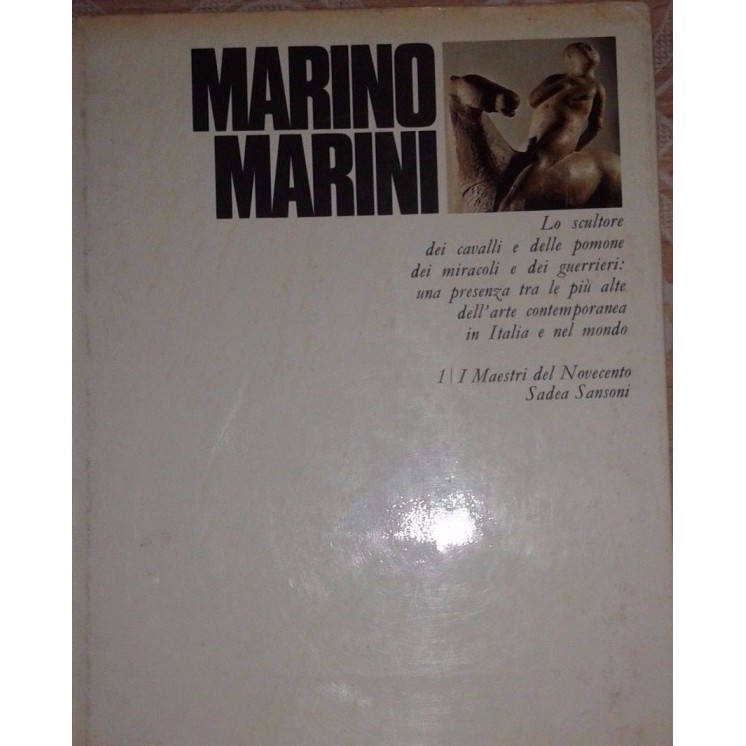 MARINO
MARINI
Lo scultore
dei cavalli e delle pomone
dei miracoli e dei guerrieri:
una presenza tra le più alte
dell'arte contemporanea
in Italia e nel mondo
1| I Maestri del Novecento
Sadea Sansoni